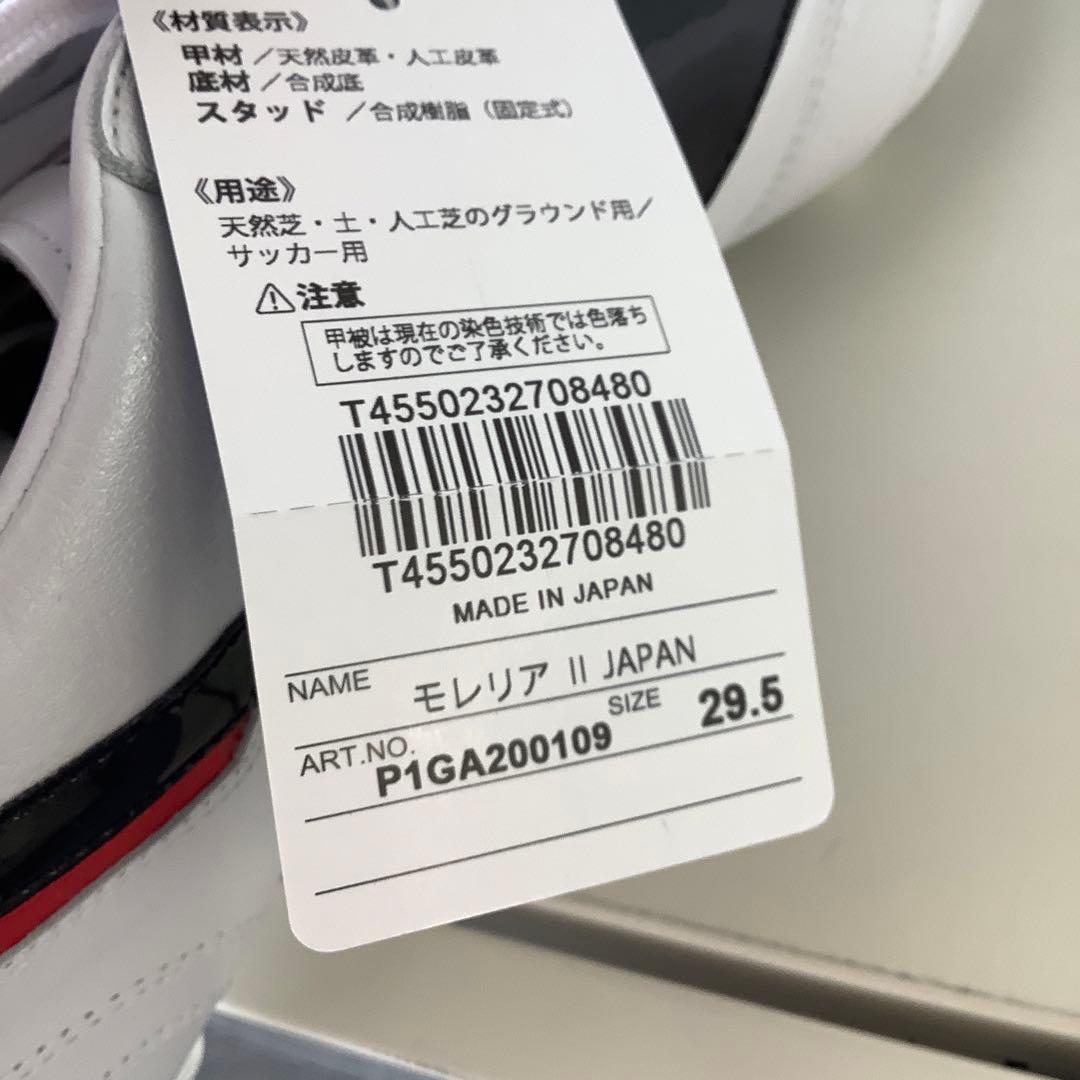 《材質表示》
甲材／天然皮革・人工皮革
底材／合成底
スタッド／合成樹脂（固定式）
《用途》
天然芝・土・人工芝のグラウンド用／
サッカー用
⚠注意
甲被は現在の染色技術では色落ち
しますのでご了承ください。
T4550232708480
T4550232708480
MADE IN JAPAN
NAME モレリア II JAPAN
ART.NO. P1GA200109 SIZE 29.5